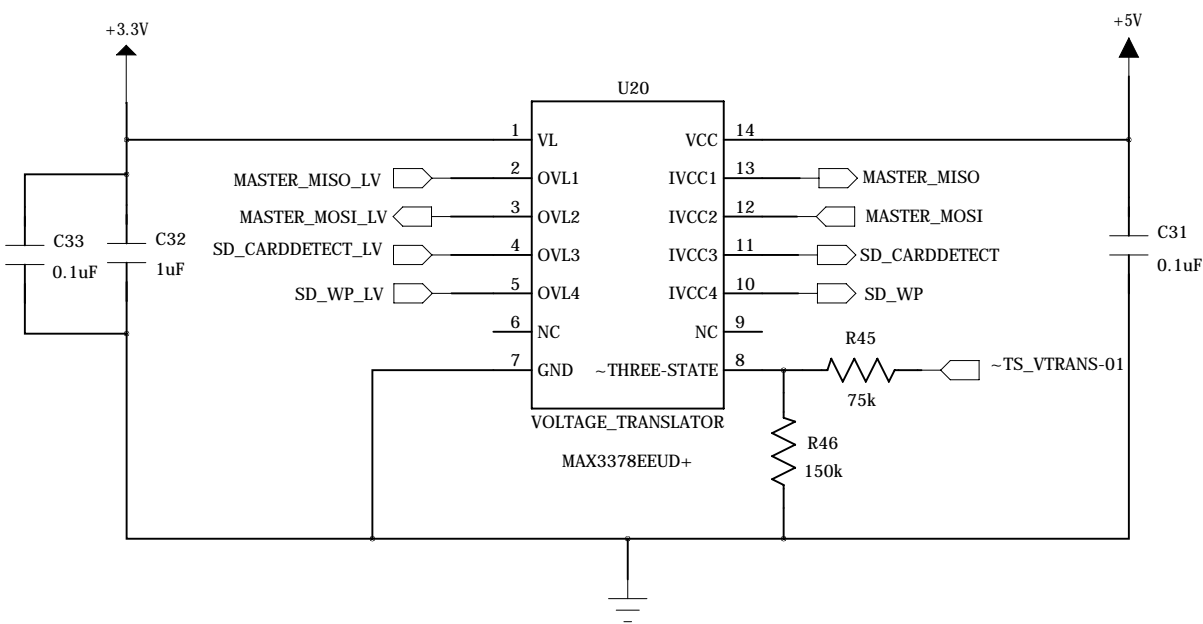 +3.3V
+5V
U20
1 VL
VCC 14
MASTER_MISO_LV
2 OVL1
IVCC1 13
MASTER_MISO
MASTER_MOSI_LV
3 OVL2
IVCC2 12
MASTER_MOSI
SD_CARDDETECT_LV
4 OVL3
IVCC3 11
SD_CARDDETECT
SD_WP_LV
5 OVL4
IVCC4 10
SD_WP
6 NC
NC 9
7 GND
~THREE-STATE 8
C33
0.1uF
C32
1uF
C31
0.1uF
R45
75k
~TS_VTRANS-01
R46
150k
VOLTAGE_TRANSLATOR
MAX3378EEUD+